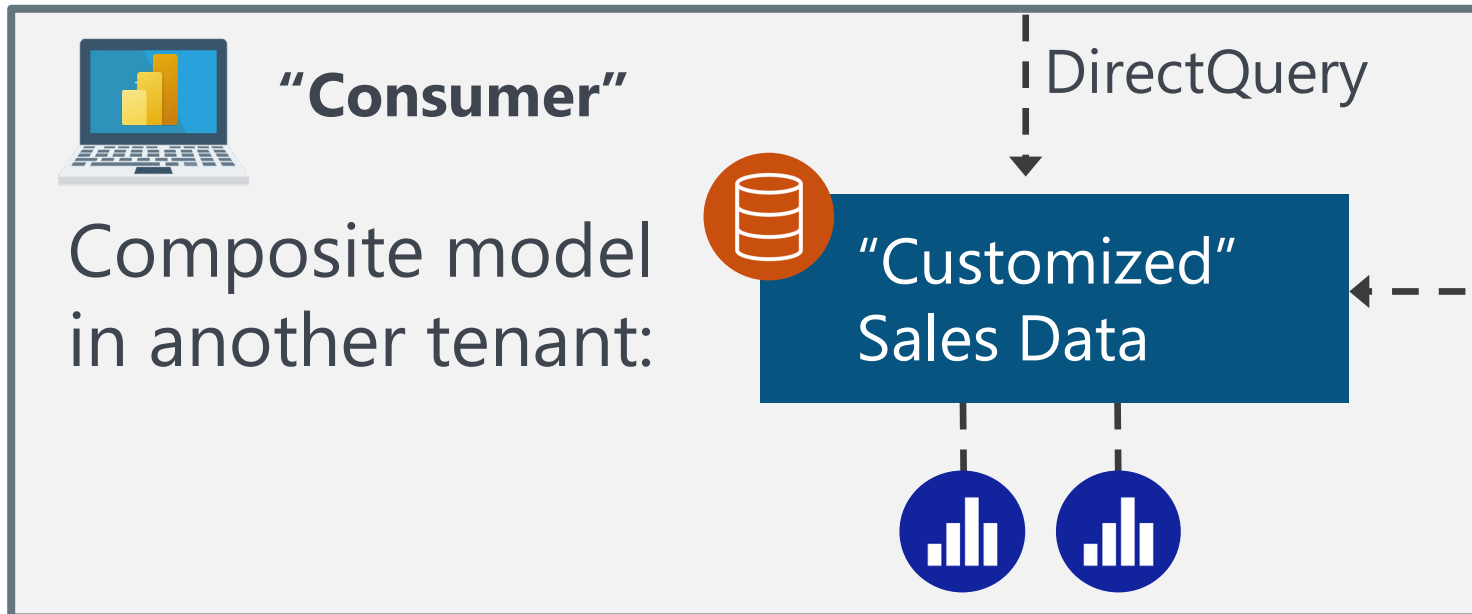 “Consumer”
DirectQuery
Composite model
in another tenant:
“Customized”
Sales Data